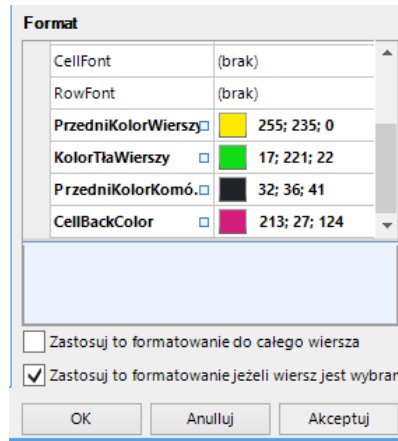 Format
CellFont (brak)
RowFont (brak)
PrzedniKolorWierszy 255; 235; 0
KolorTłaWierszy 17; 221; 22
PrzedniKolorKomó. 32; 36; 41
CellBackColor 213; 27; 124
Zastosuj to formatowanie do całego wiersza
Zastosuj to formatowanie jeżeli wiersz jest wybran
OK Anulluj Akceptuj